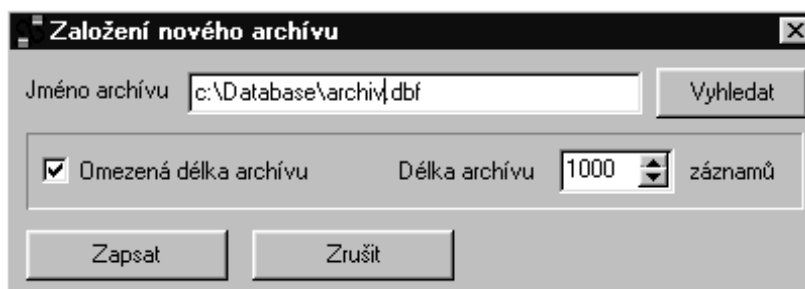 Založení nového archívu
Jméno archívu c:\Database\archiv.dbf Vyhledat
Omezená délka archívu Délka archívu 1000 záznamů
Zapsat Zrušit